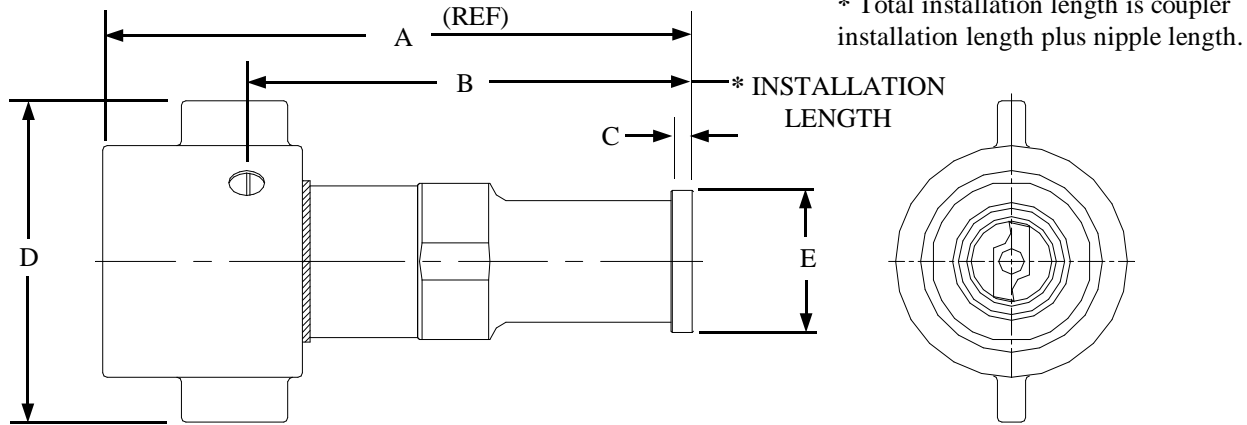 * Total installation length is coupler
installation length plus nipple length.
(REF)
A
B
* INSTALLATION
LENGTH
C
D
E